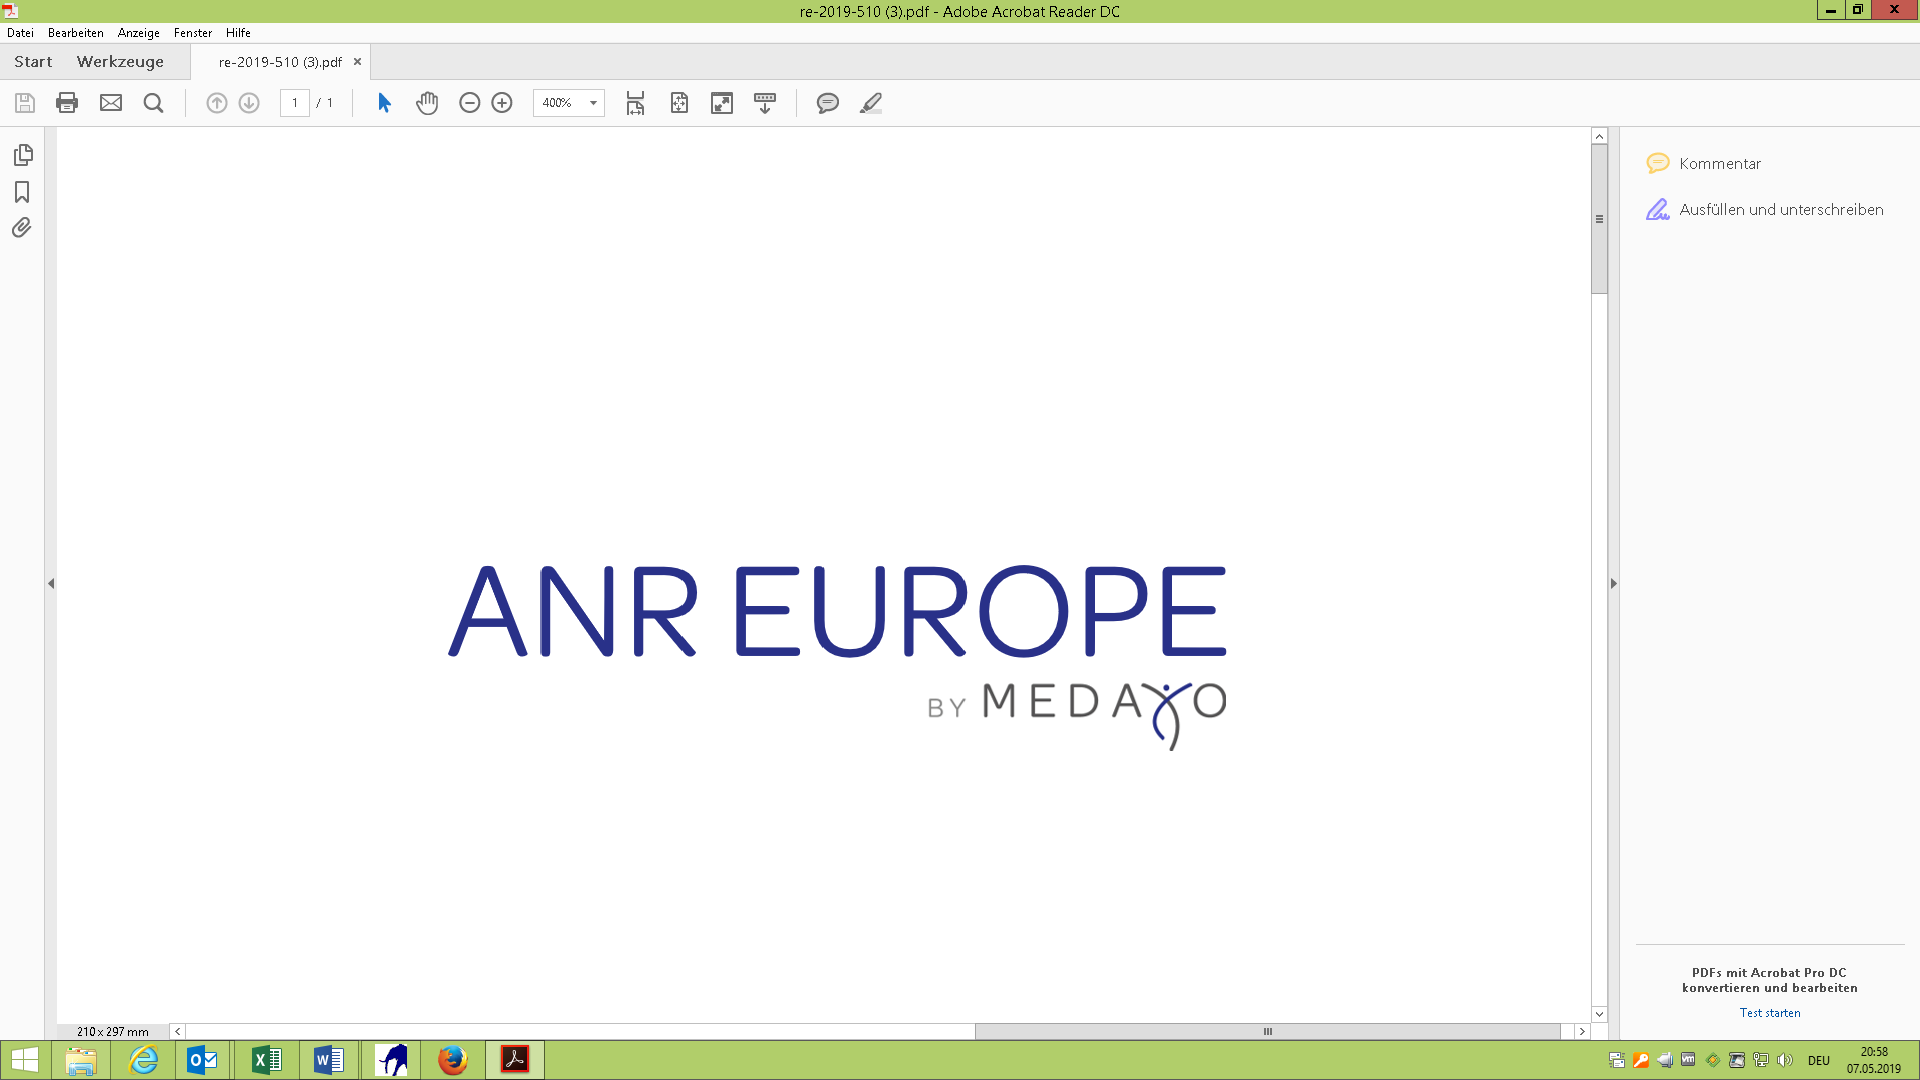 re-2019-510 (3).pdf - Adobe Acrobat Reader DC
Datei Bearbeiten Anzeige Fenster Hilfe
Start Werkzeuge re-2019-510 (3).pdf ×
1 / 1 400%
Kommentar
Ausfüllen und unterschreiben
ANR EUROPE
BY MEDAYO
PDFs mit Acrobat Pro DC
konvertieren und bearbeiten
Test starten
210 x 297 mm
DEU
20:58
07.05.2019